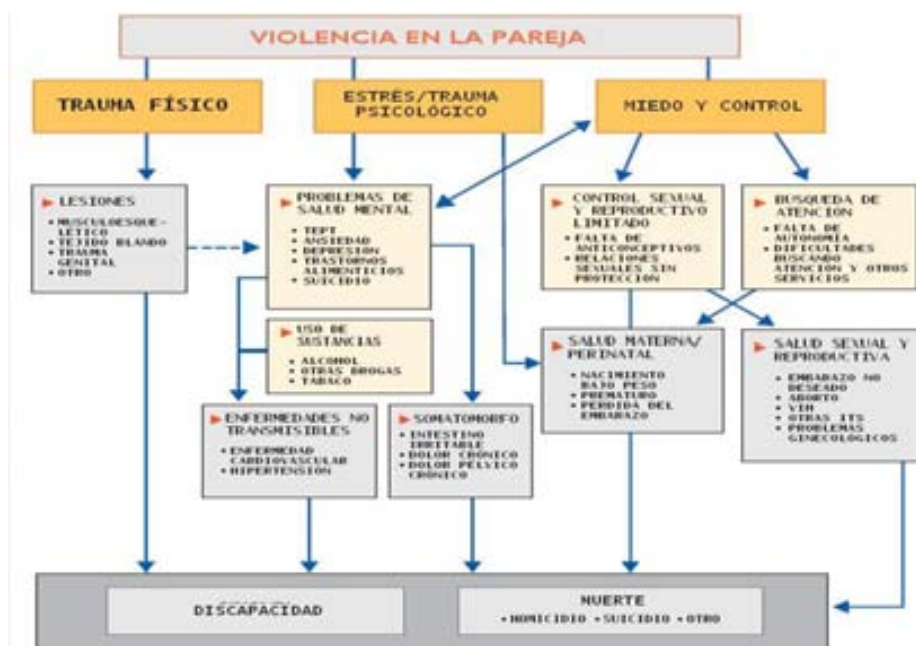 VIOLENCIA EN LA PAREJA
TRAUMA FÍSICO
ESTRÉS/TRAUMA
PSICOLÓGICO
MIEDO Y CONTROL
LESIONES
• MUSCULOESQUE-
LÉTICO
• TEJIDO BLANDO
• TRAUMA
GENITAL
• OTRO
PROBLEMAS DE
SALUD MENTAL
• TEPT
• ANSIEDAD
• DEPRESIÓN
• TRASTORNOS
ALIMENTICIOS
• SUICIDIO
CONTROL SEXUAL
Y REPRODUCTIVO
LIMITADO
• FALTA DE
ANTICONCEPTIVOS
• RELACIONES
SEXUALES SIN
PROTECCION
BUSQUEDA DE
ATENCION
• FALTA DE
AUTONOMÍA
• DIFICULTADES
BUSCANDO
ATENCION Y OTROS
SERVICIOS
USO DE
SUSTANCIAS
• ALCOHOL
• OTRAS DROGAS
• TABACO
SALUD MATERNA/
PERINATAL
• NACIMIENTO
BAJO PESO
• PREMATURO
• PERDIDA DEL
EMBARAZO
SALUD SEXUAL Y
REPRODUCTIVA
• EMBARAZO NO
DESEADO
• ABORTO
• VIH
• OTRAS ITS
• PROBLEMAS
GINECOLÓGICOS
ENFERMEDADES NO
TRANSMISIBLES
• ENFERMEDAD
CARDIOVASCULAR
• HIPERTENSIÓN
SOMATOMORFO
• INTESTINO
IRRITABLE
• DOLOR CRÓNICO
• DOLOR PÉLVICO
CRÓNICO
DISCAPACIDAD
MUERTE
• HOMICIDIO • SUICIDIO • OTRO